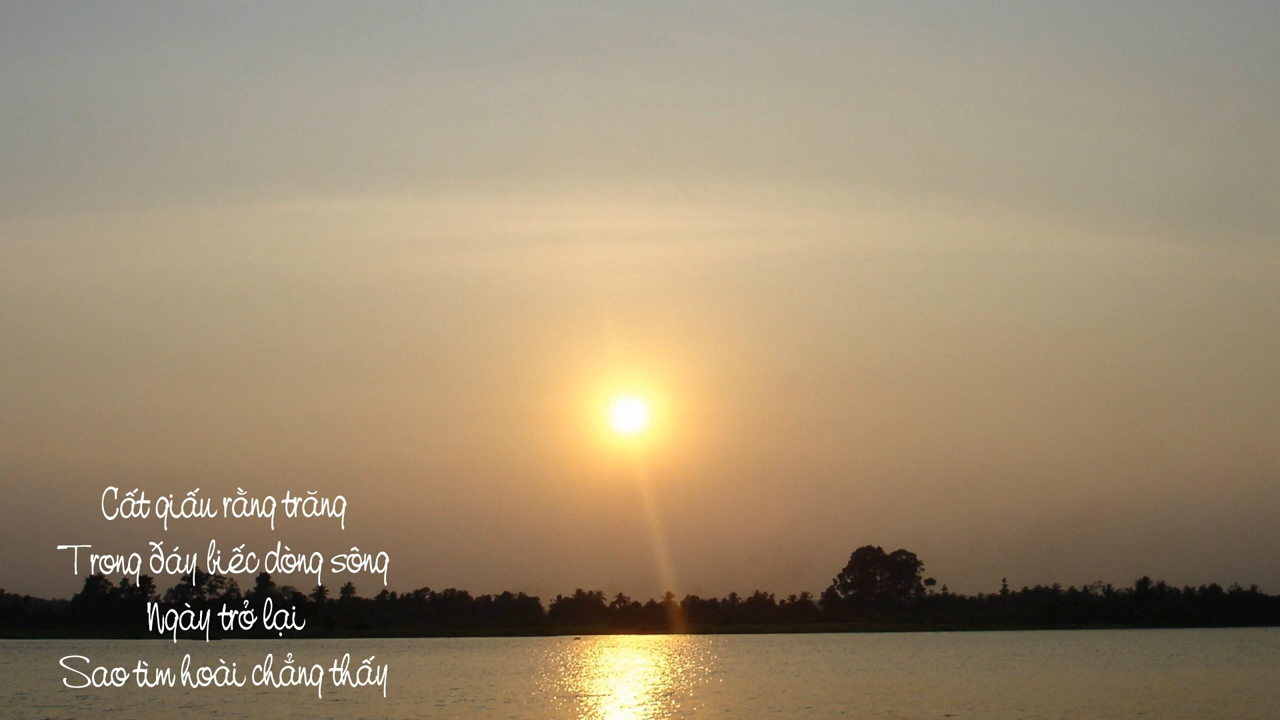 Cất giấu rằng trăng
Trong đáy biếc dòng sông
Ngày trở lại
Sao tìm hoài chẳng thấy